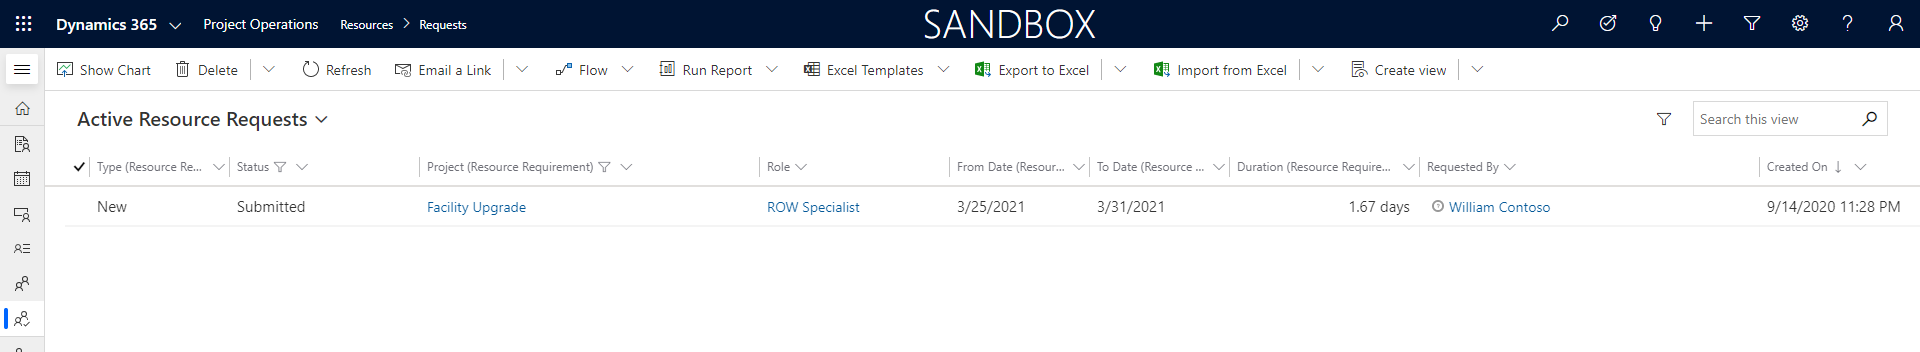 Dynamics 365 Project Operations Resources > Requests SANDBOX
Show Chart Delete Refresh Email a Link Flow Run Report Excel Templates Export to Excel Import from Excel Create view
Active Resource Requests Search this view
Type (Resource Re... Status Project (Resource Requirement) Role From Date (Resour... To Date (Resource ... Duration (Resource Require... Requested By Created On ↓
New Submitted Facility Upgrade ROW Specialist 3/25/2021 3/31/2021 1.67 days William Contoso 9/14/2020 11:28 PM